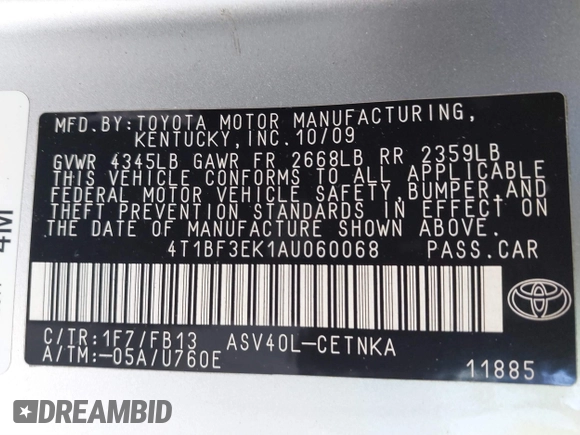 MFD.BY:TOYOTA MOTOR MANUFACTURING,
KENTUCKY,INC.10/09
GVWR 4345LB GAWR FR 2668LB RR 2359LB
THIS VEHICLE CONFORMS TO ALL APPLICABLE
FEDERAL MOTOR VEHICLE SAFETY,BUMPER,AND
THEFT PREVENTION STANDARDS IN EFFECT ON
THE DATE OF MANUFACTURE SHOWN ABOVE.
4T1BF3EK1AU060068 PASS.CAR
C/TR:1F7/FB13 ASV40L-CETNKA
A/TM:-05A/U760E
11885
4M
DREAMBID